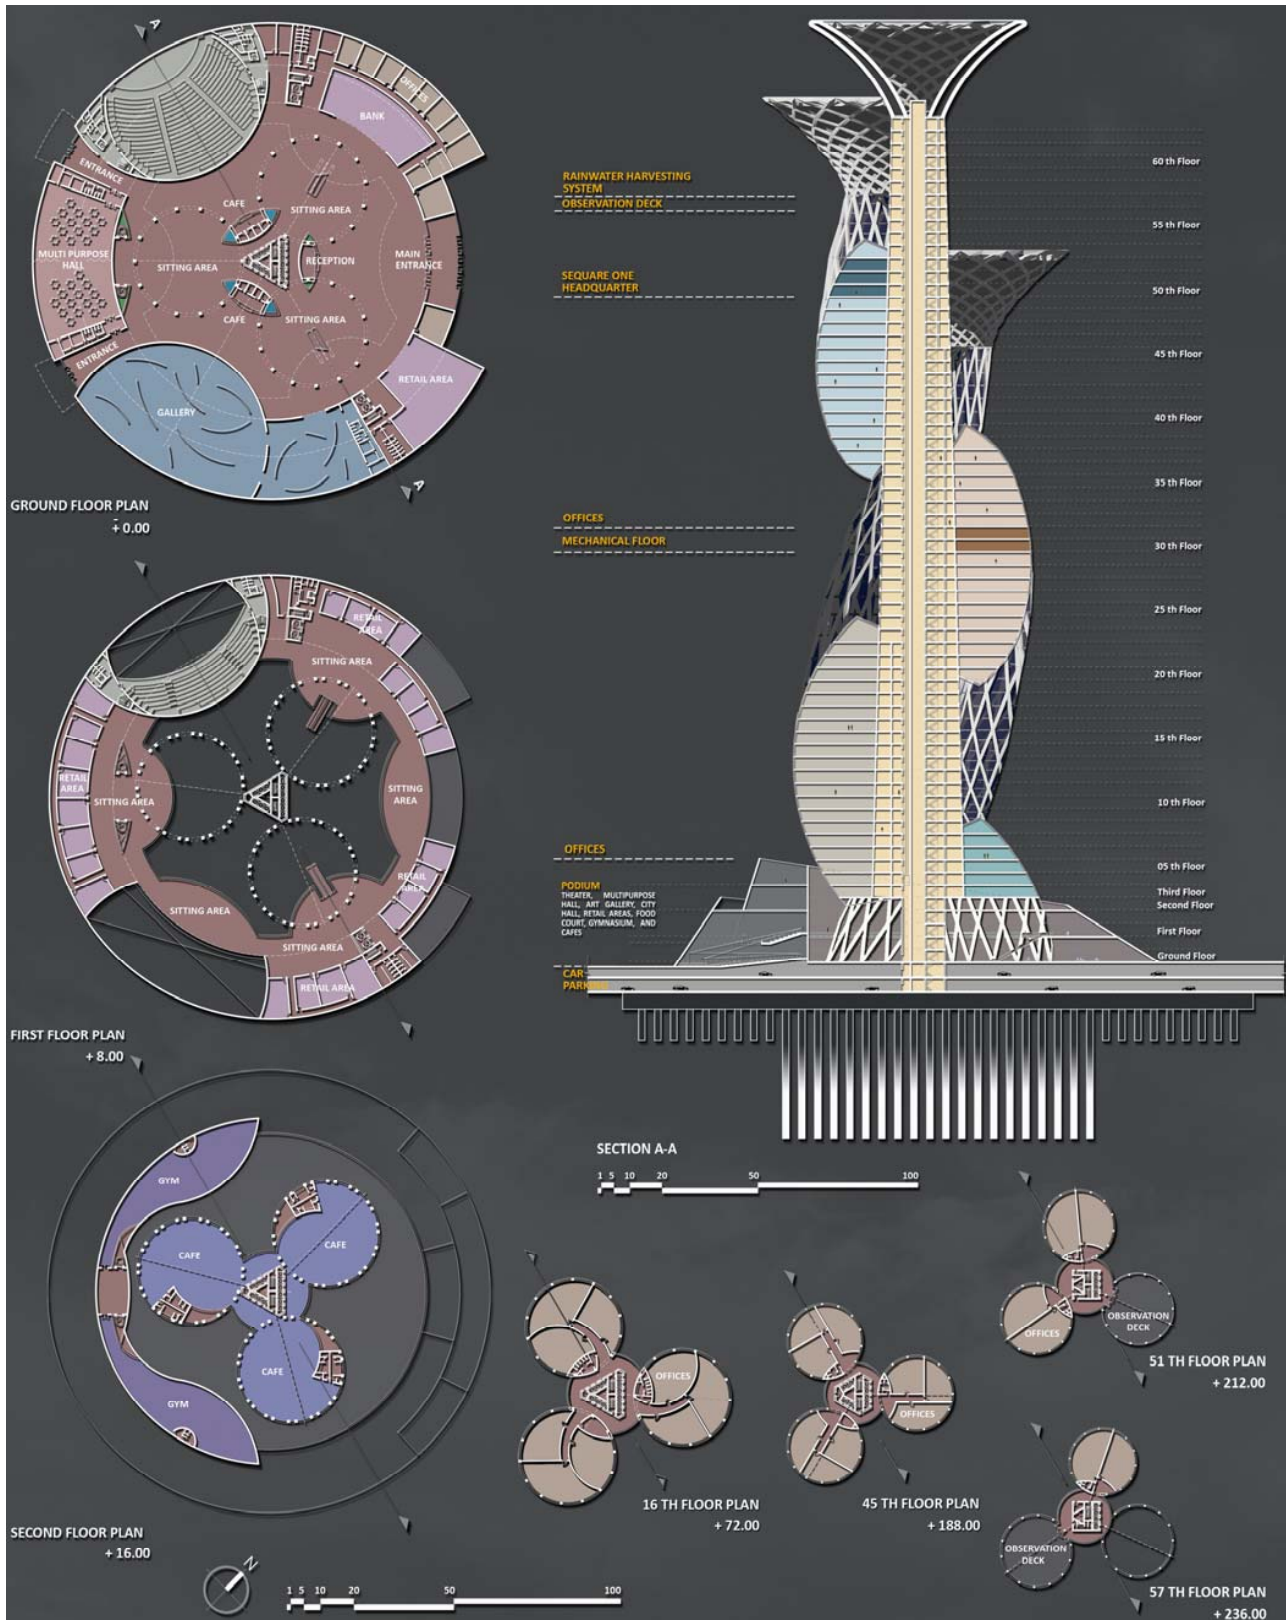 A
OFFICES
BANK
ENTRANCE
CAFE
SITTING AREA
MULTI PURPOSE
HALL
SITTING AREA
RECEPTION
MAIN
ENTRANCE
CAFE
SITTING AREA
ENTRANCE
RETAIL AREA
GALLERY
A
GROUND FLOOR PLAN
+ 0.00
RETAIL
AREA
SITTING AREA
RETAIL
AREA
SITTING AREA
SITTING
AREA
RETAIL
AREA
SITTING AREA
SITTING AREA
RETAIL AREA
FIRST FLOOR PLAN
+ 8.00
GYM
CAFE
CAFE
CAFE
GYM
SECOND FLOOR PLAN
+ 16.00
N
1 5 10 20 50 100
RAINWATER HARVESTING
SYSTEM
OBSERVATION DECK
SEQUARE ONE
HEADQUARTER
OFFICES
MECHANICAL FLOOR
OFFICES
PODIUM
THEATER, MULTIPURPOSE
HALL, ART GALLERY, CITY
HALL, RETAIL AREAS, FOOD
COURT, GYMNASIUM, AND
CAFES
CAR
PARKING
60 th Floor
55 th Floor
50 th Floor
45 th Floor
40 th Floor
35 th Floor
30 th Floor
25 th Floor
20 th Floor
15 th Floor
10 th Floor
05 th Floor
Third Floor
Second Floor
First Floor
Ground Floor
SECTION A-A
1 5 10 20 50 100
OFFICES
16 TH FLOOR PLAN
+ 72.00
OFFICES
45 TH FLOOR PLAN
+ 188.00
OFFICES
OBSERVATION
DECK
51 TH FLOOR PLAN
+ 212.00
OBSERVATION
DECK
57 TH FLOOR PLAN
+ 236.00